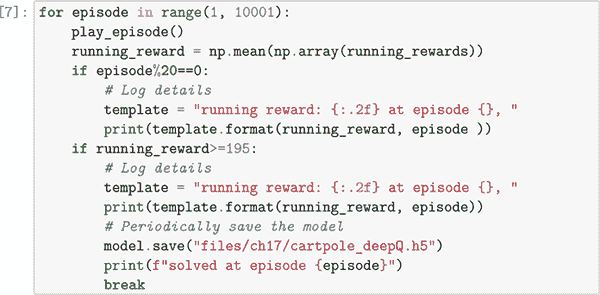 [7]: for episode in range(1, 10001):
    play_episode()
    running_reward = np.mean(np.array(running_rewards))
    if episode%20==0:
        # Log details
        template = "running reward: {:.2f} at episode {}, "
        print(template.format(running_reward, episode ))
    if running_reward>=195:
        # Log details
        template = "running reward: {:.2f} at episode {}, "
        print(template.format(running_reward, episode))
        # Periodically save the model
        model.save("files/ch17/cartpole_deepQ.h5")
        print(f"solved at episode {episode}")
        break